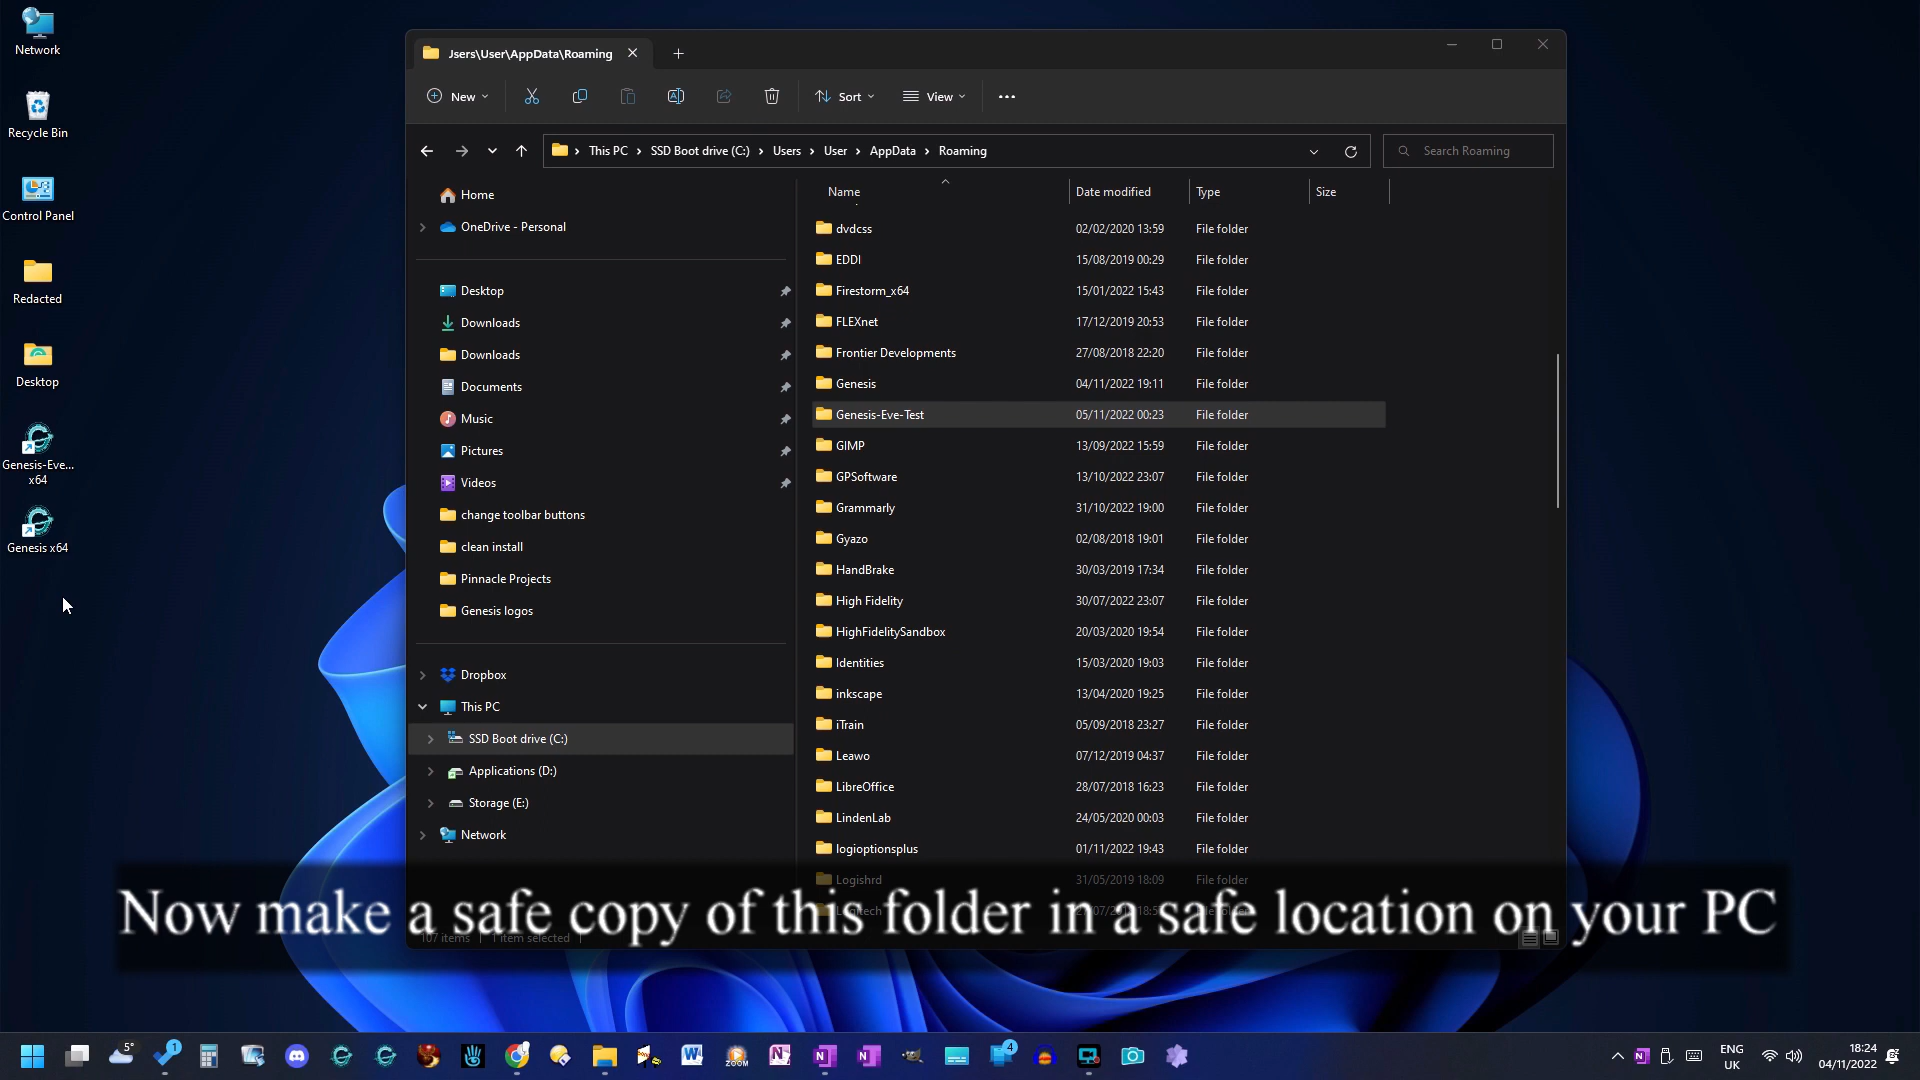 Network
Recycle Bin
Control Panel
Redacted
Desktop
Genesis-Eve...
x64
Genesis x64
Jsers\User\AppData\Roaming
New
Sort
View
This PC > SSD Boot drive (C:) > Users > User > AppData > Roaming
Search Roaming
Home
OneDrive - Personal
Desktop
Downloads
Downloads
Documents
Music
Pictures
Videos
change toolbar buttons
clean install
Pinnacle Projects
Genesis logos
Dropbox
This PC
SSD Boot drive (C:)
Applications (D:)
Storage (E:)
Network
Name Date modified Type Size
dvdcss 02/02/2020 13:59 File folder
EDDI 15/08/2019 00:29 File folder
Firestorm_x64 15/01/2022 15:43 File folder
FLEXnet 17/12/2019 20:53 File folder
Frontier Developments 27/08/2018 22:20 File folder
Genesis 04/11/2022 19:11 File folder
Genesis-Eve-Test 05/11/2022 00:23 File folder
GIMP 13/09/2022 15:59 File folder
GPSoftware 13/10/2022 23:07 File folder
Grammarly 31/10/2022 19:00 File folder
Gyazo 02/08/2018 19:01 File folder
HandBrake 30/03/2019 17:34 File folder
High Fidelity 30/07/2022 23:07 File folder
HighFidelitySandbox 20/03/2020 19:54 File folder
Identities 15/03/2020 19:03 File folder
inkscape 13/04/2020 19:25 File folder
iTrain 05/09/2018 23:27 File folder
Leawo 07/12/2019 04:37 File folder
LibreOffice 28/07/2018 16:23 File folder
LindenLab 24/05/2020 00:03 File folder
logioptionsplus 01/11/2022 19:43 File folder
Logishrd 31/05/2019 18:09 File folder
Now make a safe copy of this folder in a safe location on your PC
107 items 1 item selected
5°
1
ZOOM
4
ENG
UK
18:24
04/11/2022